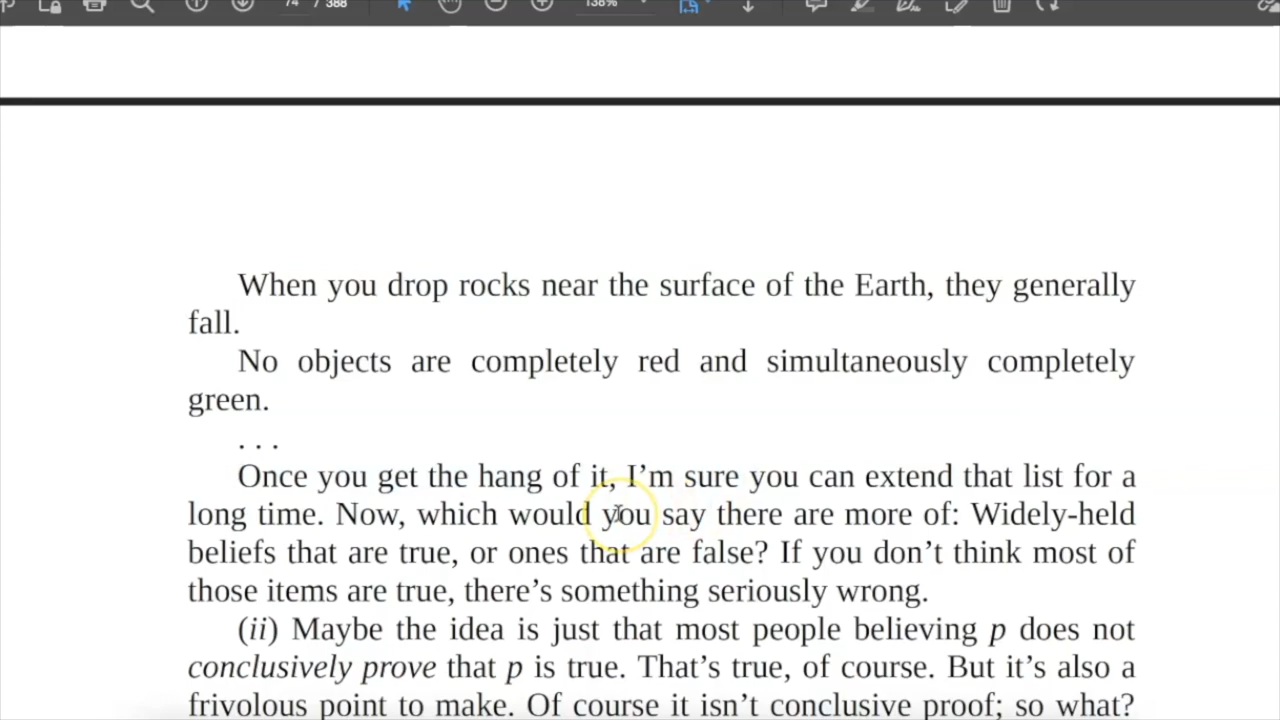 74 / 388
138%
When you drop rocks near the surface of the Earth, they generally
fall.
No objects are completely red and simultaneously completely
green.
. . .
Once you get the hang of it, I’m sure you can extend that list for a
long time. Now, which would you say there are more of: Widely-held
beliefs that are true, or ones that are false? If you don’t think most of
those items are true, there’s something seriously wrong.
(ii) Maybe the idea is just that most people believing p does not
conclusively prove that p is true. That’s true, of course. But it’s also a
frivolous point to make. Of course it isn’t conclusive proof; so what?